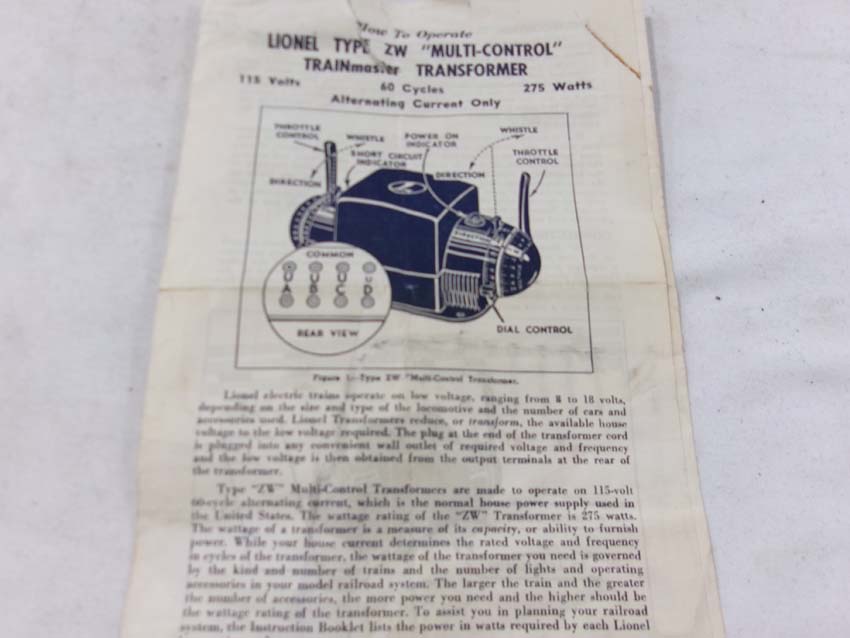 How To Operate
LIONEL TYPE ZW "MULTI-CONTROL"
TRAINmaster TRANSFORMER
115 Volts 60 Cycles 275 Watts
Alternating Current Only
THROTTLE CONTROL
WHISTLE
POWER ON INDICATOR
WHISTLE
SHORT CIRCUIT INDICATOR
THROTTLE CONTROL
DIRECTION
DIRECTION
DIRECTION
COMMON
U U U U
A B C D
REAR VIEW
DIAL CONTROL
Figure 1.—Type ZW "Multi-Control Transformer.
Lionel electric trains operate on low voltage, ranging from 8 to 18 volts,
depending on the size and type of the locomotive and the number of cars and
accessories used. Lionel Transformers reduce, or transform, the available house
voltage to the low voltage required. The plug at the end of the transformer cord
is plugged into any convenient wall outlet of required voltage and frequency
and the low voltage is then obtained from the output terminals at the rear of
the transformer.
Type "ZW" Multi-Control Transformers are made to operate on 115-volt
60-cycle alternating current, which is the normal house power supply used in
the United States. The wattage rating of the "ZW" Transformer is 275 watts.
The wattage of a transformer is a measure of its capacity, or ability to furnish
power. While your house current determines the rated voltage and frequency
in cycles of the transformer, the wattage of the transformer you need is governed
by the kind and number of trains and the number of lights and operating
accessories in your model railroad system. The larger the train and the greater
the number of accessories, the more power you need and the higher should be
the wattage rating of the transformer. To assist you in planning your railroad
system, the Instruction Booklet lists the power in watts required by each Lionel